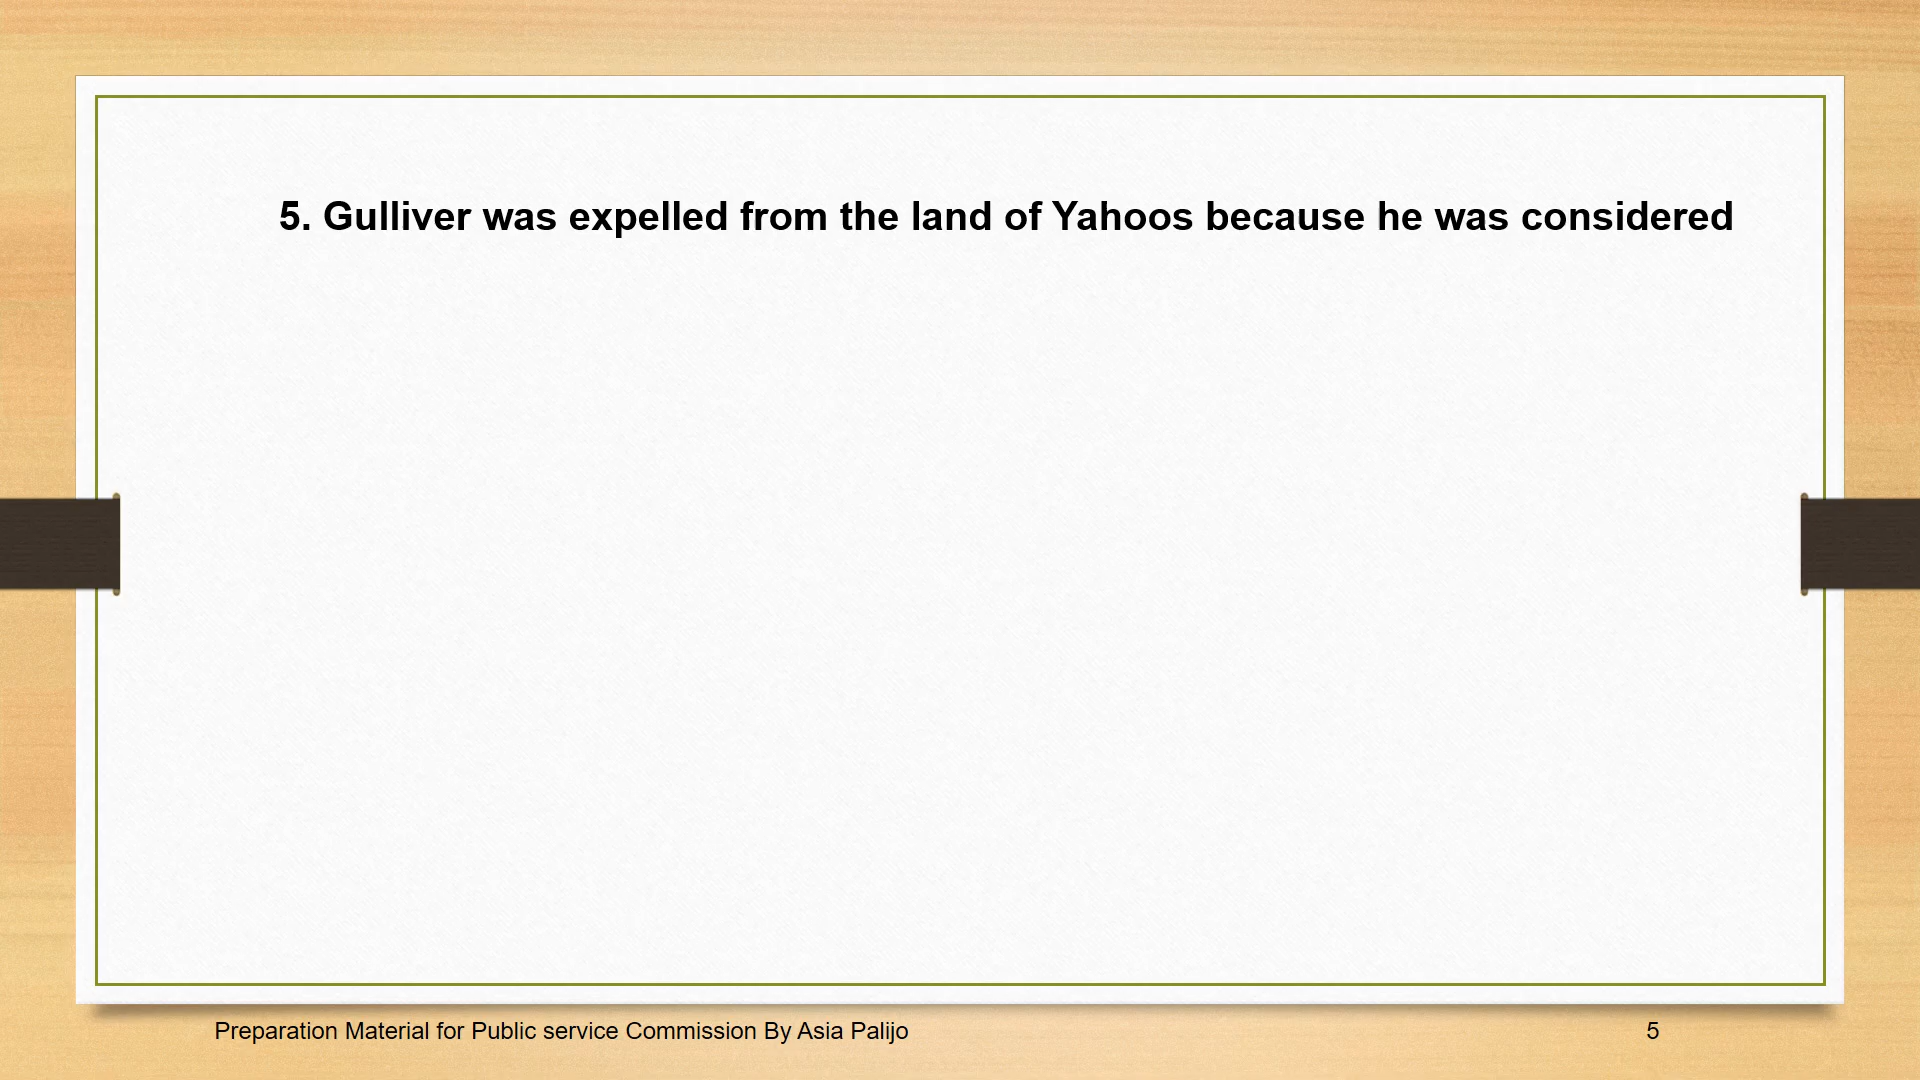 5. Gulliver was expelled from the land of Yahoos because he was considered
Preparation Material for Public service Commission By Asia Palijo
5